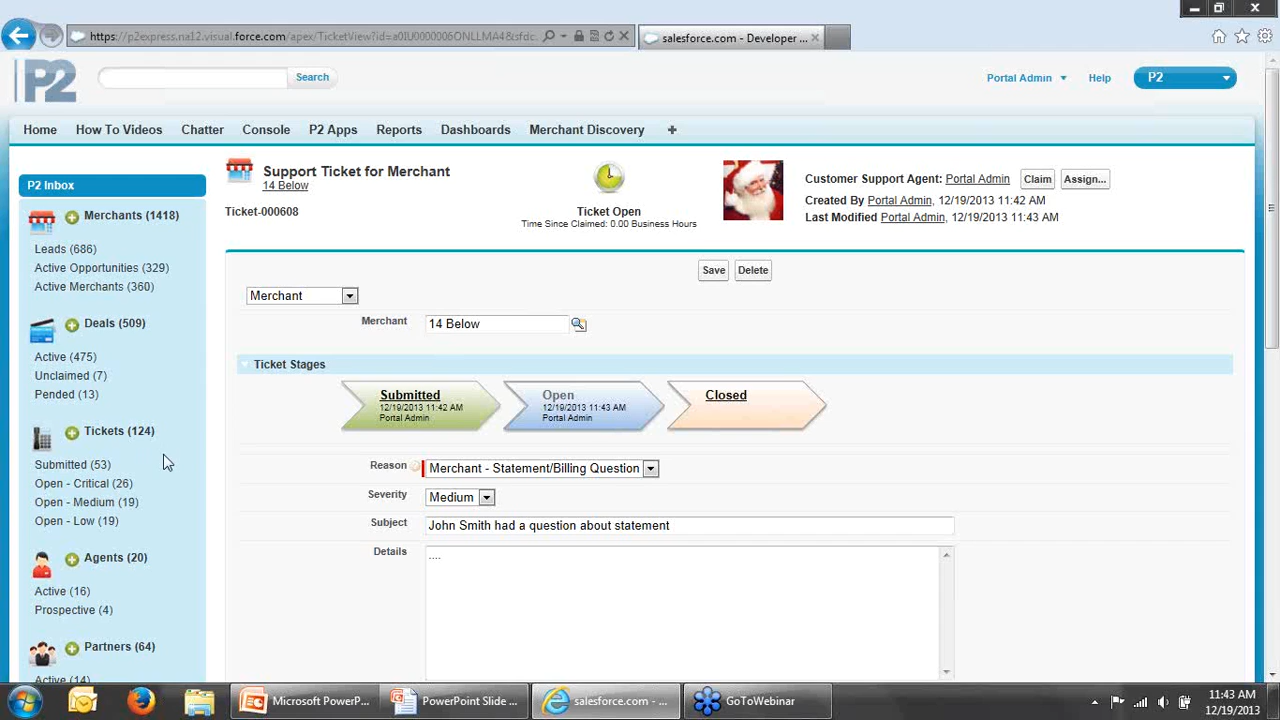 https://p2express.na12.visual.force.com/apex/TicketView?id=a0IU0000006ONLLMA4&sfdc.
salesforce.com - Developer ...
P2
Search
Portal Admin
Help
P2
Home
How To Videos
Chatter
Console
P2 Apps
Reports
Dashboards
Merchant Discovery
P2 Inbox
Merchants (1418)
Leads (686)
Active Opportunities (329)
Active Merchants (360)
Deals (509)
Active (475)
Unclaimed (7)
Pended (13)
Tickets (124)
Submitted (53)
Open - Critical (26)
Open - Medium (19)
Open - Low (19)
Agents (20)
Active (16)
Prospective (4)
Partners (64)
Active (14)
Support Ticket for Merchant
14 Below
Ticket-000608
Ticket Open
Time Since Claimed: 0.00 Business Hours
Customer Support Agent: Portal Admin
Claim
Assign...
Created By Portal Admin, 12/19/2013 11:42 AM
Last Modified Portal Admin, 12/19/2013 11:43 AM
Save
Delete
Merchant
Merchant
14 Below
Ticket Stages
Submitted
12/19/2013 11:42 AM
Portal Admin
Open
12/19/2013 11:43 AM
Portal Admin
Closed
Reason
Merchant - Statement/Billing Question
Severity
Medium
Subject
John Smith had a question about statement
Details
....
Microsoft PowerP...
PowerPoint Slide ...
salesforce.com - ...
GoToWebinar
11:43 AM
12/19/2013